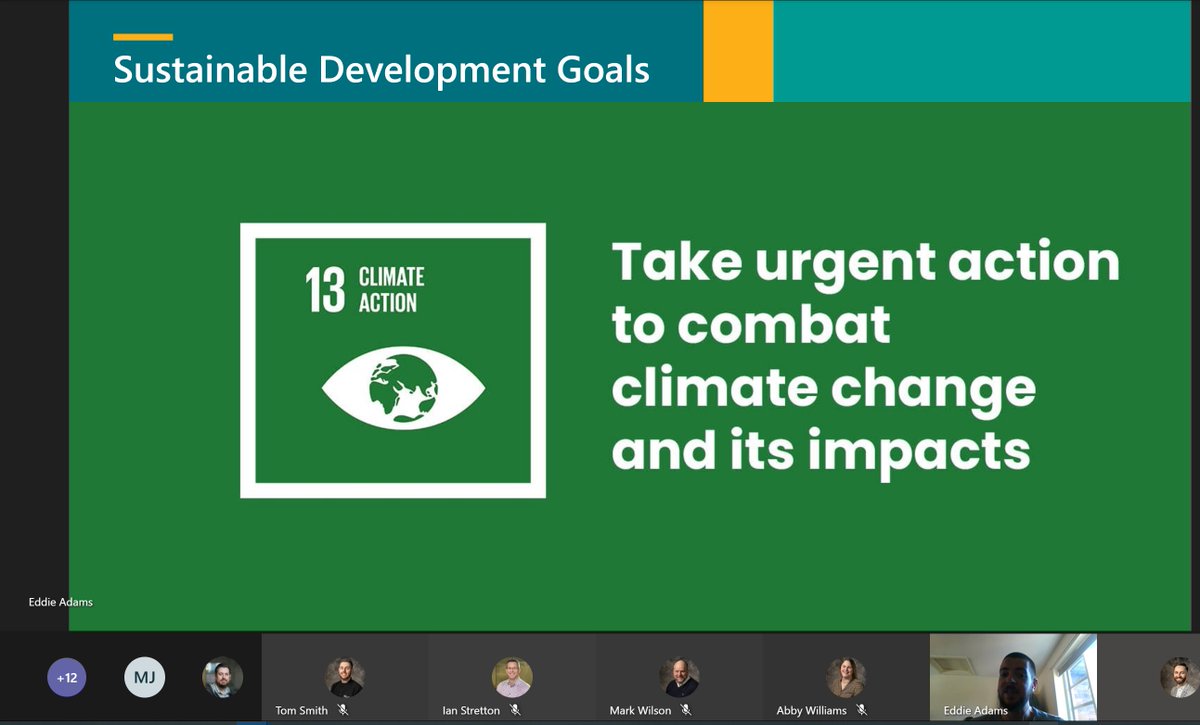 Sustainable Development Goals
13 CLIMATE
ACTION
Take urgent action
to combat
climate change
and its impacts
Eddie Adams
+12
MJ
Tom Smith
Ian Stretton
Mark Wilson
Abby Williams
Eddie Adams